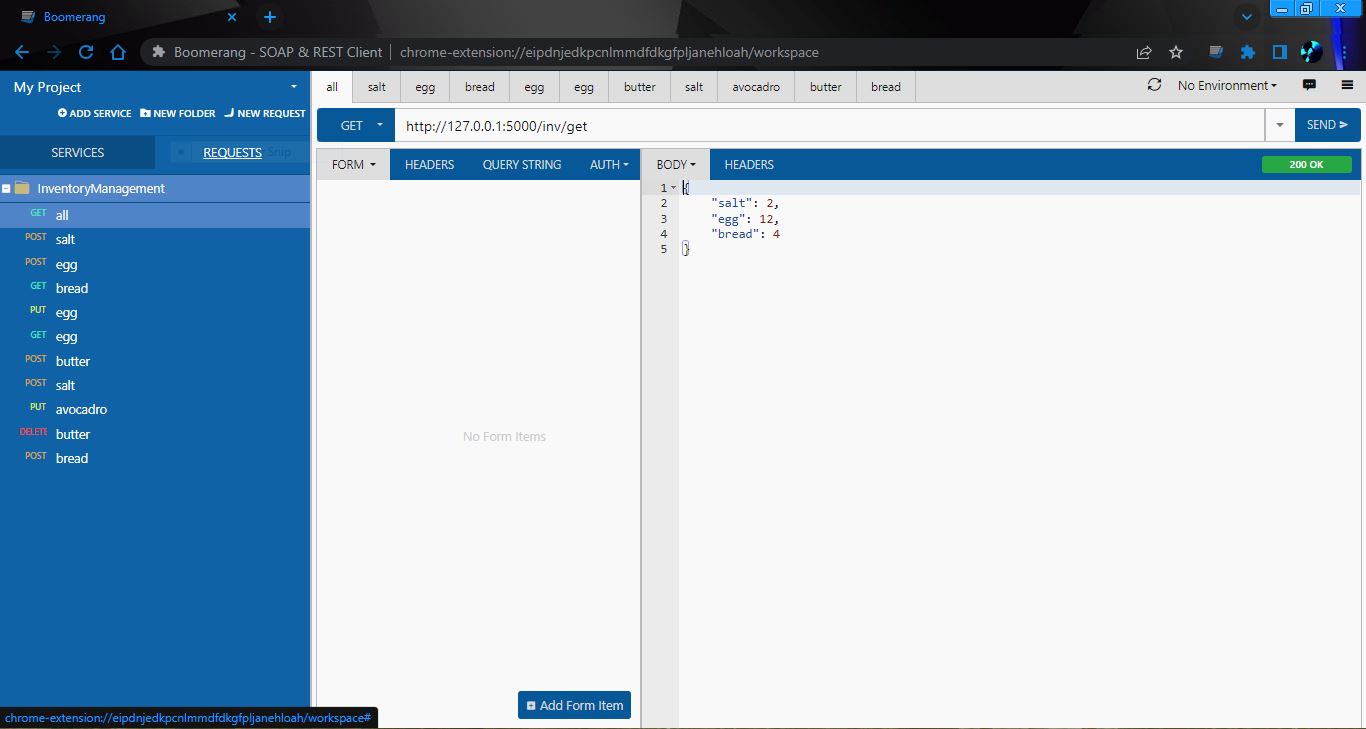 Boomerang
Boomerang - SOAP & REST Client
chrome-extension://eipdnjedkpcnlmmdfdkgfpljanehloah/workspace
My Project
ADD SERVICE NEW FOLDER NEW REQUEST
SERVICES REQUESTS Snip
InventoryManagement
GET all
POST salt
POST egg
GET bread
PUT egg
GET egg
POST butter
POST salt
PUT avocadro
DELETE butter
POST bread
all salt egg bread egg egg butter salt avocadro butter bread
No Environment
GET http://127.0.0.1:5000/inv/get SEND
FORM HEADERS QUERY STRING AUTH
No Form Items
Add Form Item
BODY HEADERS 200 OK
1 {
2 "salt": 2,
3 "egg": 12,
4 "bread": 4
5 }
chrome-extension://eipdnjedkpcnlmmdfdkgfpljanehloah/workspace#